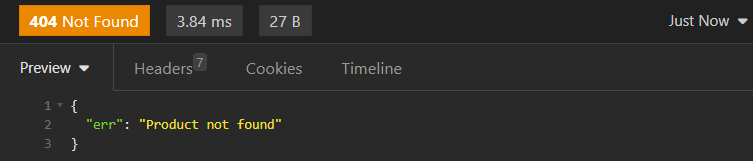 404 Not Found 3.84 ms 27 B Just Now
Preview Headers 7 Cookies Timeline
1 {
2 "err": "Product not found"
3 }